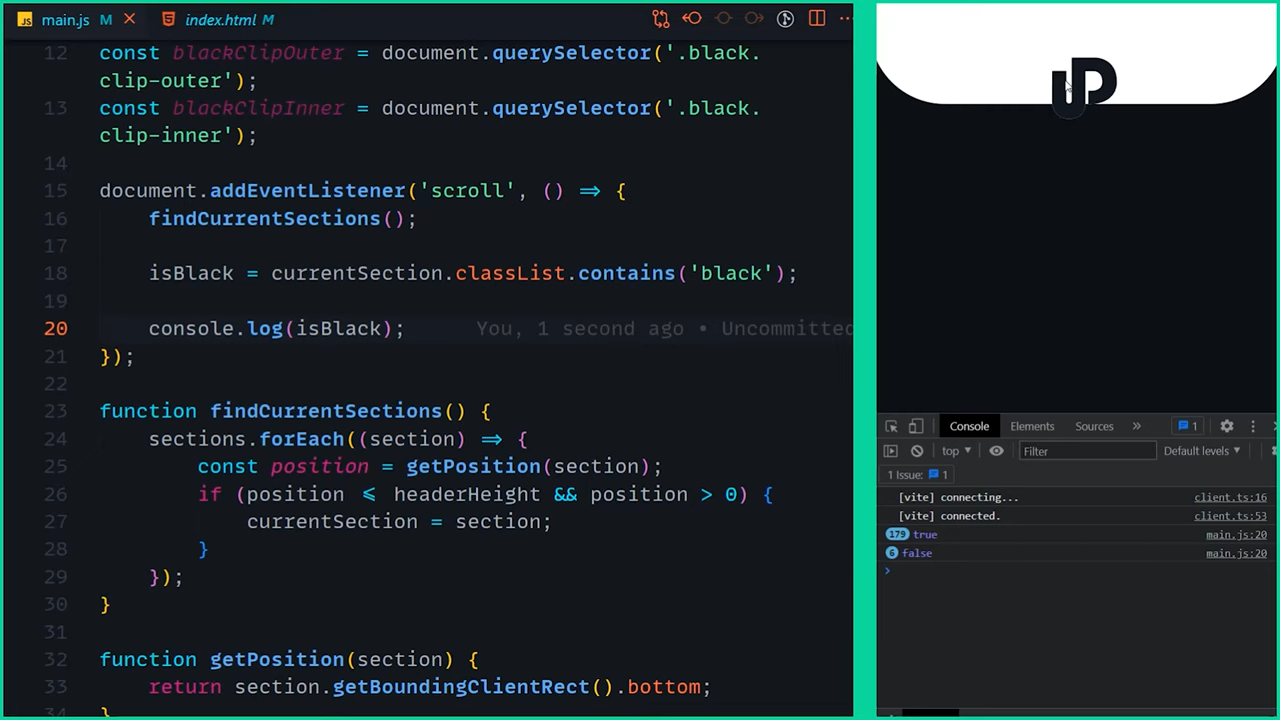 JS main.js M ×
index.html M
12 const blackClipOuter = document.querySelector('.black.
clip-outer');
13 const blackClipInner = document.querySelector('.black.
clip-inner');
14
15 document.addEventListener('scroll', () ⇒ {
16 findCurrentSections();
17
18 isBlack = currentSection.classList.contains('black');
19
20 console.log(isBlack); You, 1 second ago • Uncommitted
21 });
22
23 function findCurrentSections() {
24 sections.forEach((section) ⇒ {
25 const position = getPosition(section);
26 if (position ≤ headerHeight && position > 0) {
27 currentSection = section;
28 }
29 });
30 }
31
32 function getPosition(section) {
33 return section.getBoundingClientRect().bottom;
34 }
Console Elements Sources » 1
top ▾ Filter Default levels ▾
1 Issue: 1
[vite] connecting... client.ts:16
[vite] connected. client.ts:53
179 true main.js:20
6 false main.js:20